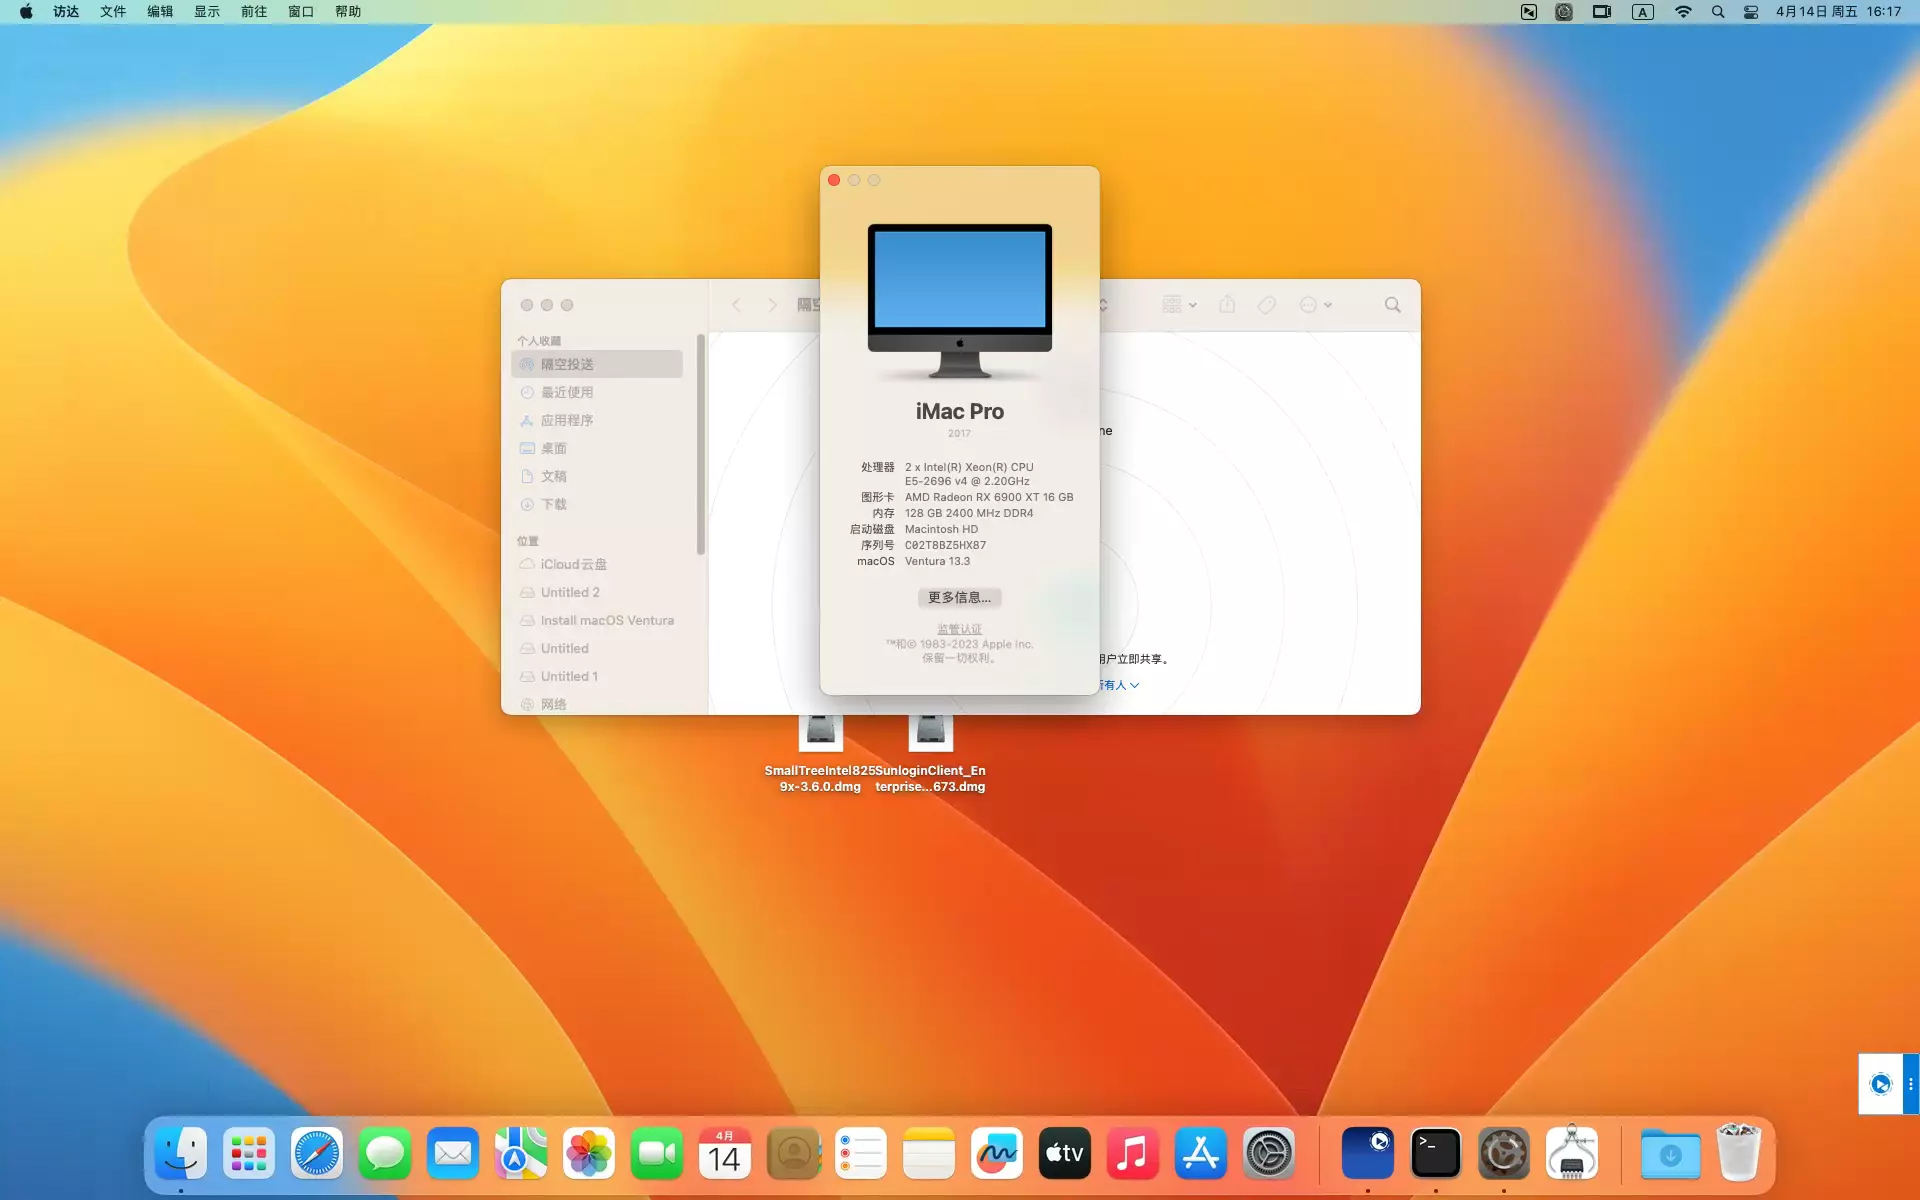 访达 文件 编辑 显示 前往 窗口 帮助
A 4月14日 周五 16:17
隔空
个人收藏
隔空投送
最近使用
应用程序
桌面
文稿
下载
位置
iCloud云盘
Untitled 2
Install macOS Ventura
Untitled
Untitled 1
网络
iMac Pro
2017
处理器 2 x Intel(R) Xeon(R) CPU
E5-2696 v4 @ 2.20GHz
图形卡 AMD Radeon RX 6900 XT 16 GB
内存 128 GB 2400 MHz DDR4
启动磁盘 Macintosh HD
序列号 C02T8BZ5HX87
macOS Ventura 13.3
更多信息...
监管认证
™和© 1983-2023 Apple Inc.
保留一切权利。
ne
用户立即共享。
所有人
SmallTreeIntel825
9x-3.6.0.dmg
SunloginClient_En
terprise...673.dmg
4月
14
tv
>_